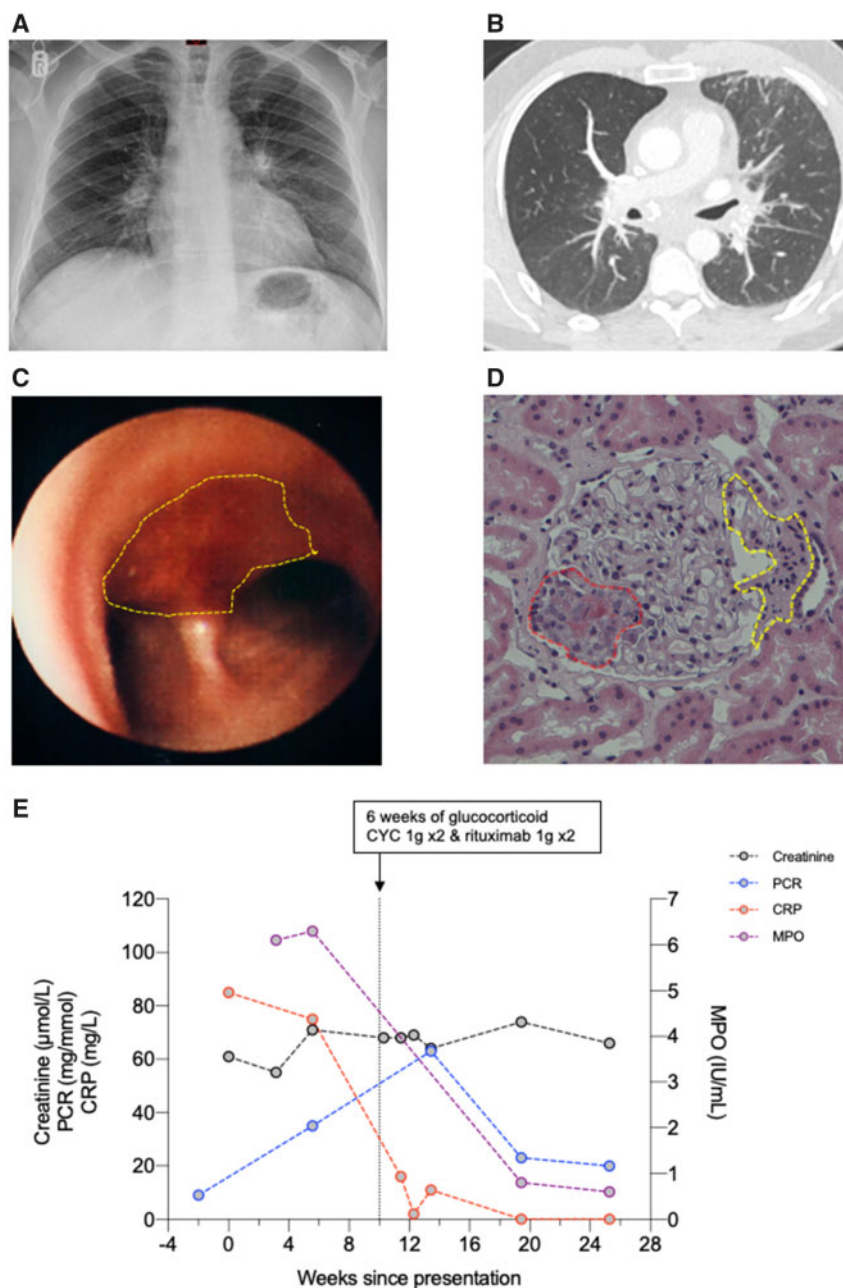 A
B
R
C
D
E
6 weeks of glucocorticoid
CYC 1g x2 & rituximab 1g x2
Creatinine
PCR
CRP
MPO
120
100
80
60
40
20
0
7
6
5
4
3
2
1
0
Creatinine (µmol/L)
PCR (mg/mmol)
CRP (mg/L)
MPO (IU/mL)
-4
0
4
8
12
16
20
24
28
Weeks since presentation